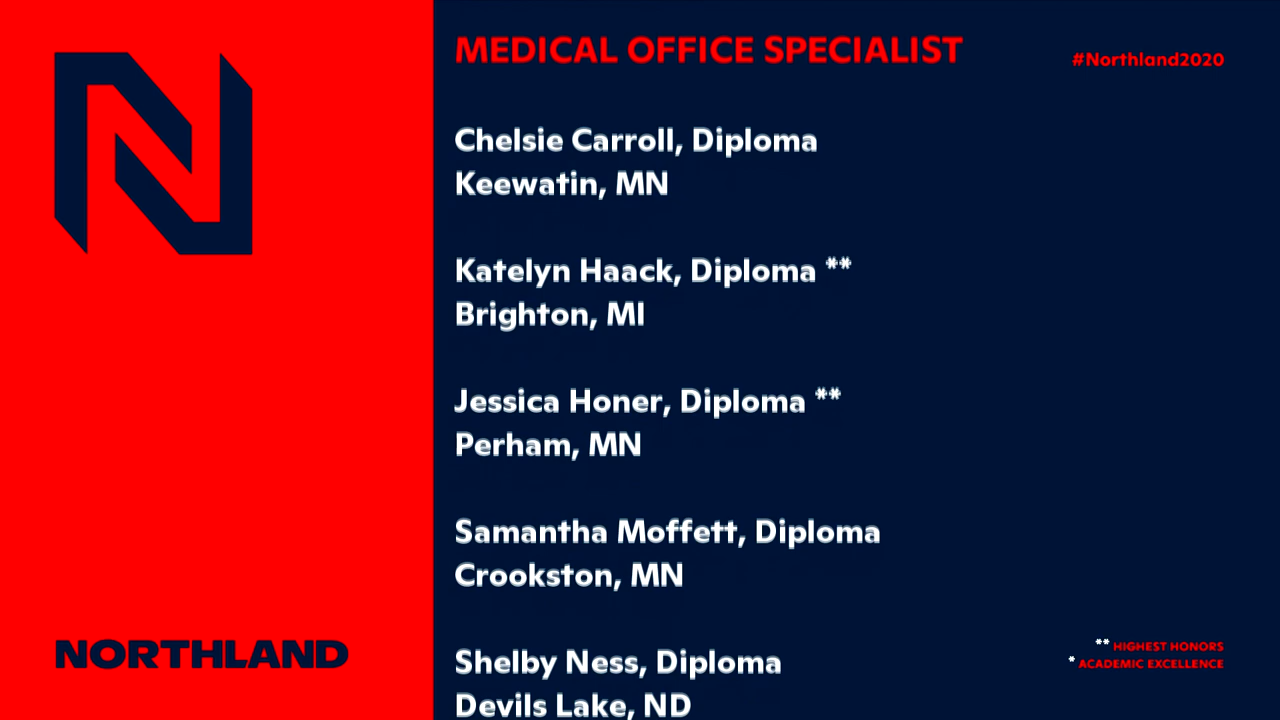 MEDICAL OFFICE SPECIALIST
#Northland2020
Chelsie Carroll, Diploma
Keewatin, MN
Katelyn Haack, Diploma **
Brighton, MI
Jessica Honer, Diploma **
Perham, MN
Samantha Moffett, Diploma
Crookston, MN
Shelby Ness, Diploma
Devils Lake, ND
NORTHLAND
** HIGHEST HONORS
* ACADEMIC EXCELLENCE